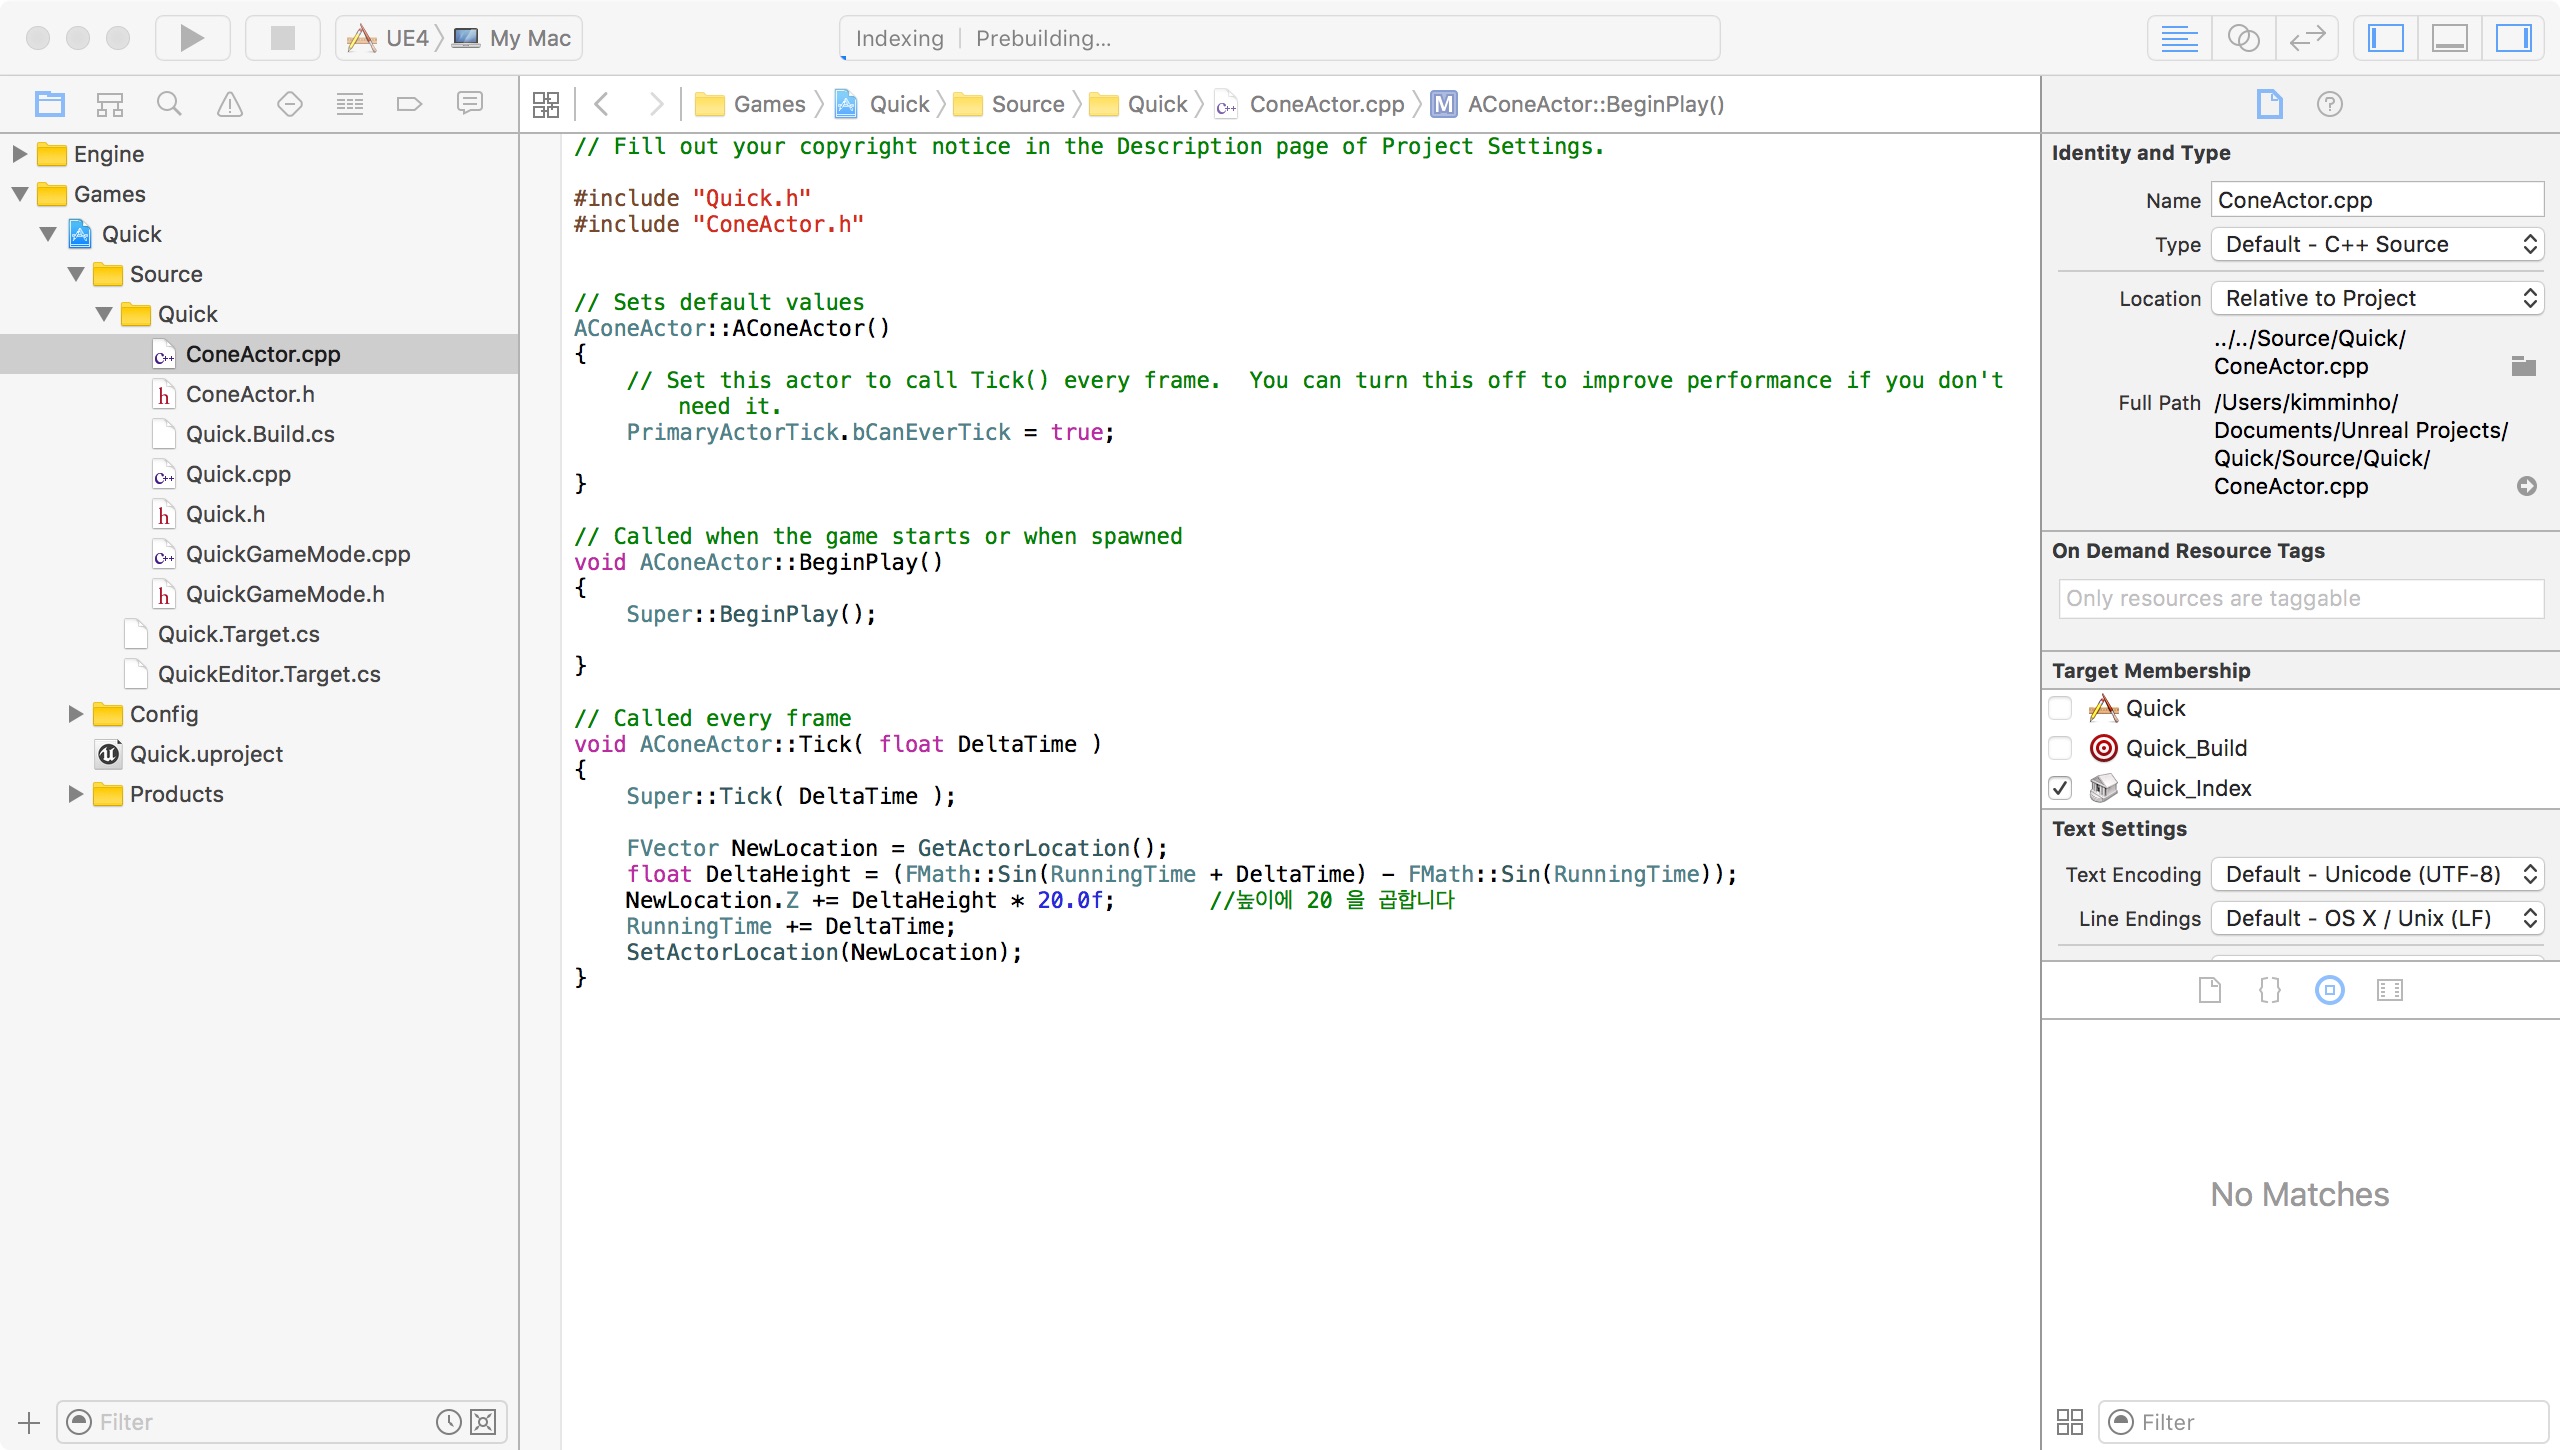 UE4 My Mac
Indexing | Prebuilding...
Games Quick Source Quick ConeActor.cpp M AConeActor::BeginPlay()
Engine
Games
Quick
Source
Quick
ConeActor.cpp
ConeActor.h
Quick.Build.cs
Quick.cpp
Quick.h
QuickGameMode.cpp
QuickGameMode.h
Quick.Target.cs
QuickEditor.Target.cs
Config
Quick.uproject
Products
Filter
// Fill out your copyright notice in the Description page of Project Settings.
#include "Quick.h"
#include "ConeActor.h"
// Sets default values
AConeActor::AConeActor()
{
// Set this actor to call Tick() every frame.  You can turn this off to improve performance if you don't
need it.
PrimaryActorTick.bCanEverTick = true;
}
// Called when the game starts or when spawned
void AConeActor::BeginPlay()
{
Super::BeginPlay();
}
// Called every frame
void AConeActor::Tick( float DeltaTime )
{
Super::Tick( DeltaTime );
FVector NewLocation = GetActorLocation();
float DeltaHeight = (FMath::Sin(RunningTime + DeltaTime) - FMath::Sin(RunningTime));
NewLocation.Z += DeltaHeight * 20.0f; //높이에 20 을 곱합니다
RunningTime += DeltaTime;
SetActorLocation(NewLocation);
}
Identity and Type
Name ConeActor.cpp
Type Default - C++ Source
Location Relative to Project
../../Source/Quick/
ConeActor.cpp
Full Path /Users/kimminho/
Documents/Unreal Projects/
Quick/Source/Quick/
ConeActor.cpp
On Demand Resource Tags
Only resources are taggable
Target Membership
Quick
Quick_Build
Quick_Index
Text Settings
Text Encoding Default - Unicode (UTF-8)
Line Endings Default - OS X / Unix (LF)
No Matches
Filter